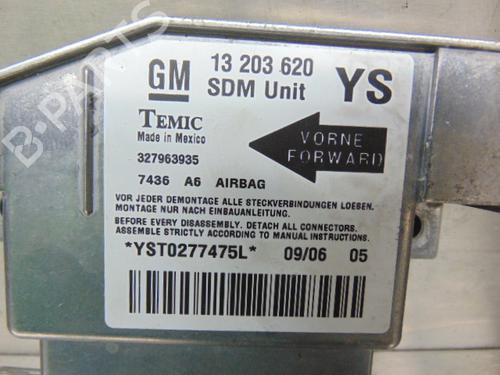 GM 13 203 620 YS
SDM Unit
TEMIC
Made in Mexico
VORNE
FORWARD
327963935
7436 A6 AIRBAG
VOR JEDER DEMONTAGE ALLE STECKVERBINDUNGEN LOESEN.
MONTAGE NUR NACH EINBAUANLEITUNG.
BEFORE EVERY DISASSEMBLY, DETACH ALL CONNECTORS.
ASSEMBLE STRICTLY ACCORDING TO MANUAL INSTRUCTIONS.
*YST0277475L* 09/06 05
B-PARTS